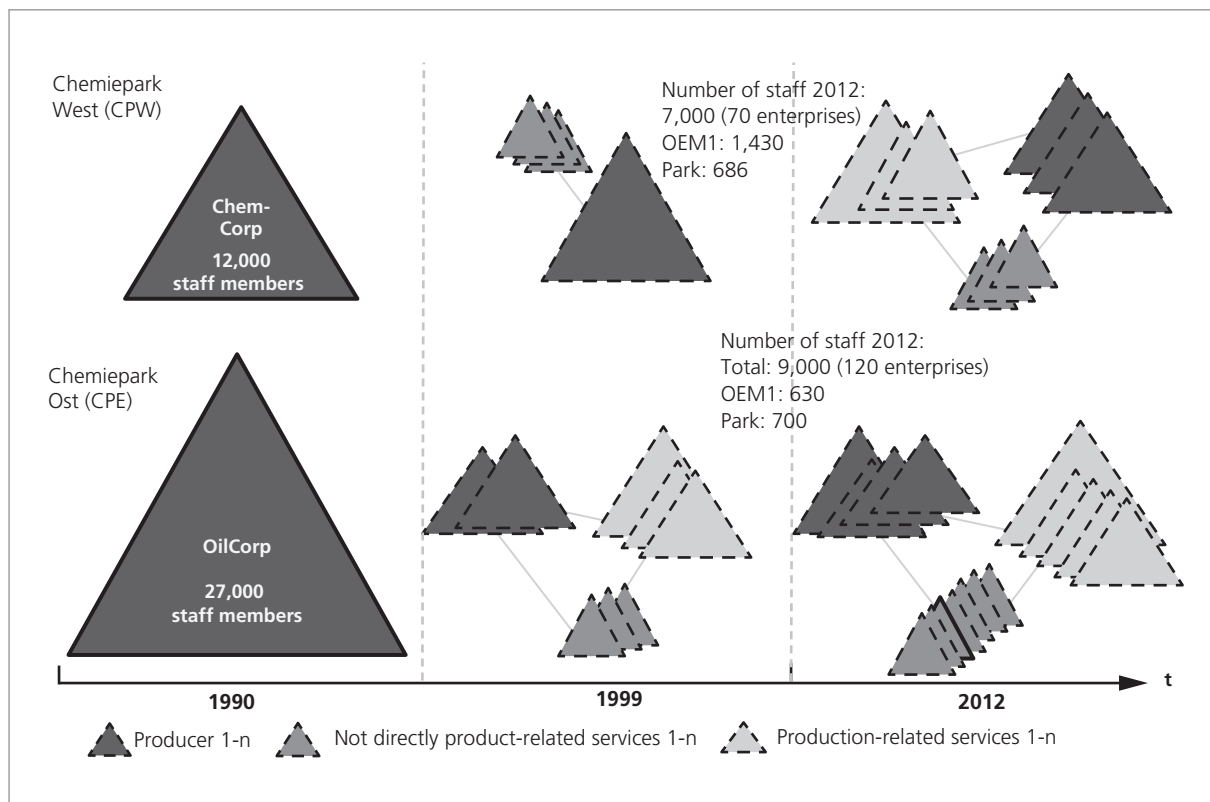 Chemiepark
West (CPW)
Chem-
Corp
12,000
staff members
Number of staff 2012:
7,000 (70 enterprises)
OEM1: 1,430
Park: 686
Chemiepark
Ost (CPE)
OilCorp
27,000
staff members
Number of staff 2012:
Total: 9,000 (120 enterprises)
OEM1: 630
Park: 700
1990
1999
2012
t
Producer 1-n
Not directly product-related services 1-n
Production-related services 1-n